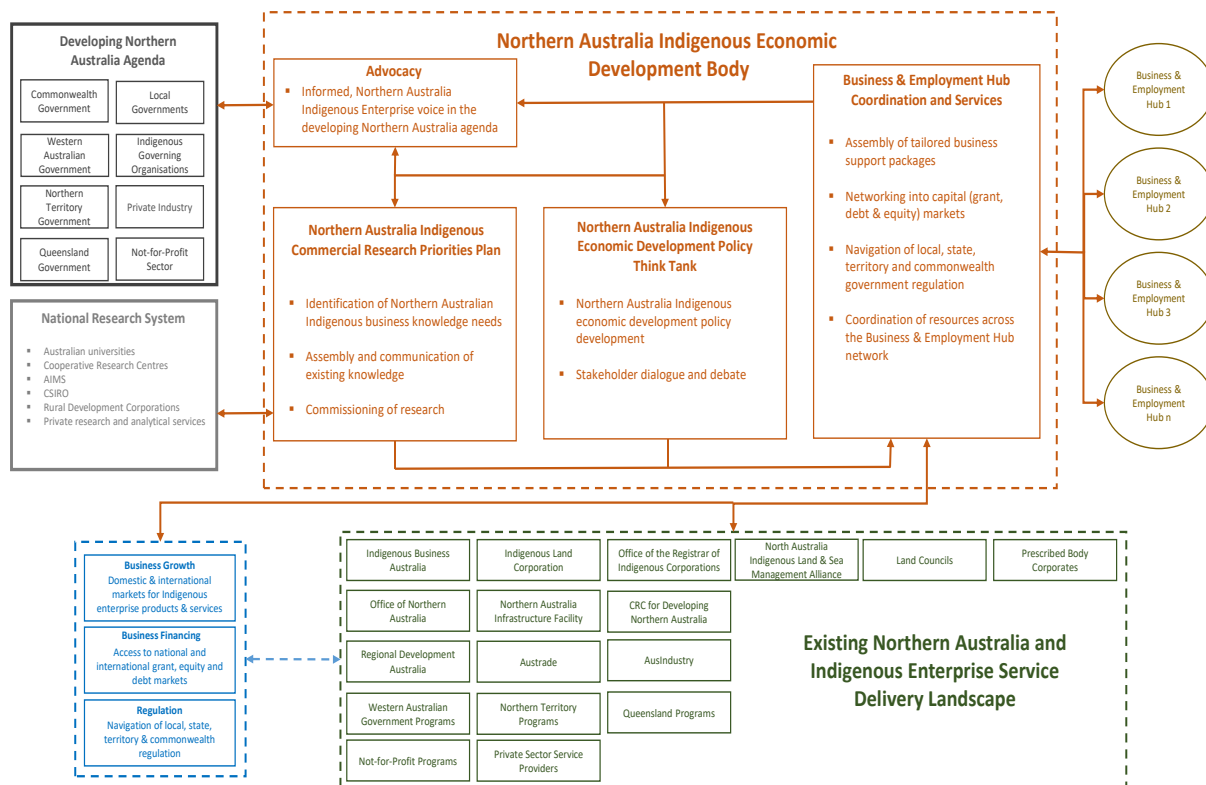 Developing Northern
Australia Agenda
Commonwealth
Government
Local
Governments
Western
Australian
Government
Indigenous
Governing
Organisations
Northern
Territory
Government
Private Industry
Queensland
Government
Not-for-Profit
Sector
National Research System
Australian universities
Cooperative Research Centres
AIMS
CSIRO
Rural Development Corporations
Private research and analytical services
Northern Australia Indigenous Economic
Development Body
Advocacy
Informed, Northern Australia
Indigenous Enterprise voice in the
developing Northern Australia agenda
Northern Australia Indigenous
Commercial Research Priorities Plan
Identification of Northern Australian
Indigenous business knowledge needs
Assembly and communication of
existing knowledge
Commissioning of research
Northern Australia Indigenous
Economic Development Policy
Think Tank
Northern Australia Indigenous
economic development policy
development
Stakeholder dialogue and debate
Business & Employment Hub
Coordination and Services
Assembly of tailored business
support packages
Networking into capital (grant,
debt & equity) markets
Navigation of local, state,
territory and commonwealth
government regulation
Coordination of resources across
the Business & Employment Hub
network
Business &
Employment
Hub 1
Business &
Employment
Hub 2
Business &
Employment
Hub 3
Business &
Employment
Hub n
Business Growth
Domestic & international
markets for Indigenous
enterprise products & services
Business Financing
Access to national and
international grant, equity and
debt markets
Regulation
Navigation of local, state,
territory & commonwealth
regulation
Indigenous Business
Australia
Indigenous Land
Corporation
Office of the Registrar of
Indigenous Corporations
North Australia
Indigenous Land & Sea
Management Alliance
Land Councils
Prescribed Body
Corporates
Office of Northern
Australia
Northern Australia
Infrastructure Facility
CRC for Developing
Northern Australia
Regional Development
Australia
Austrade
AusIndustry
Western Australian
Government Programs
Northern Territory
Programs
Queensland Programs
Not-for-Profit Programs
Private Sector Service
Providers
Existing Northern Australia and
Indigenous Enterprise Service
Delivery Landscape